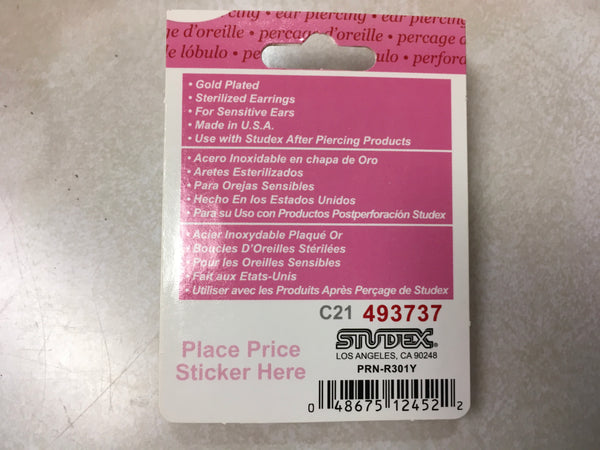 piercing • ear piercing • ear piercing
perçage d'oreille • perçage d'oreille • perçage d
de lóbulo • perfora
• Gold Plated
• Sterilized Earrings
• For Sensitive Ears
• Made in U.S.A.
• Use with Studex After Piercing Products
• Acero Inoxidable en chapa de Oro
• Aretes Esterilizados
• Para Orejas Sensibles
• Hecho En los Estados Unidos
• Para su Uso con Productos Postperforación Studex
• Acier Inoxydable Plaqué Or
• Boucles D'Oreilles Stérilées
• Pour les Oreilles Sensibles
• Fait aux Etats-Unis
• Utiliser avec les Produits Après Perçage de Studex
C21 493737
STUDEX®
LOS ANGELES, CA 90248
PRN-R301Y
Place Price
Sticker Here
0 48675 12452 2